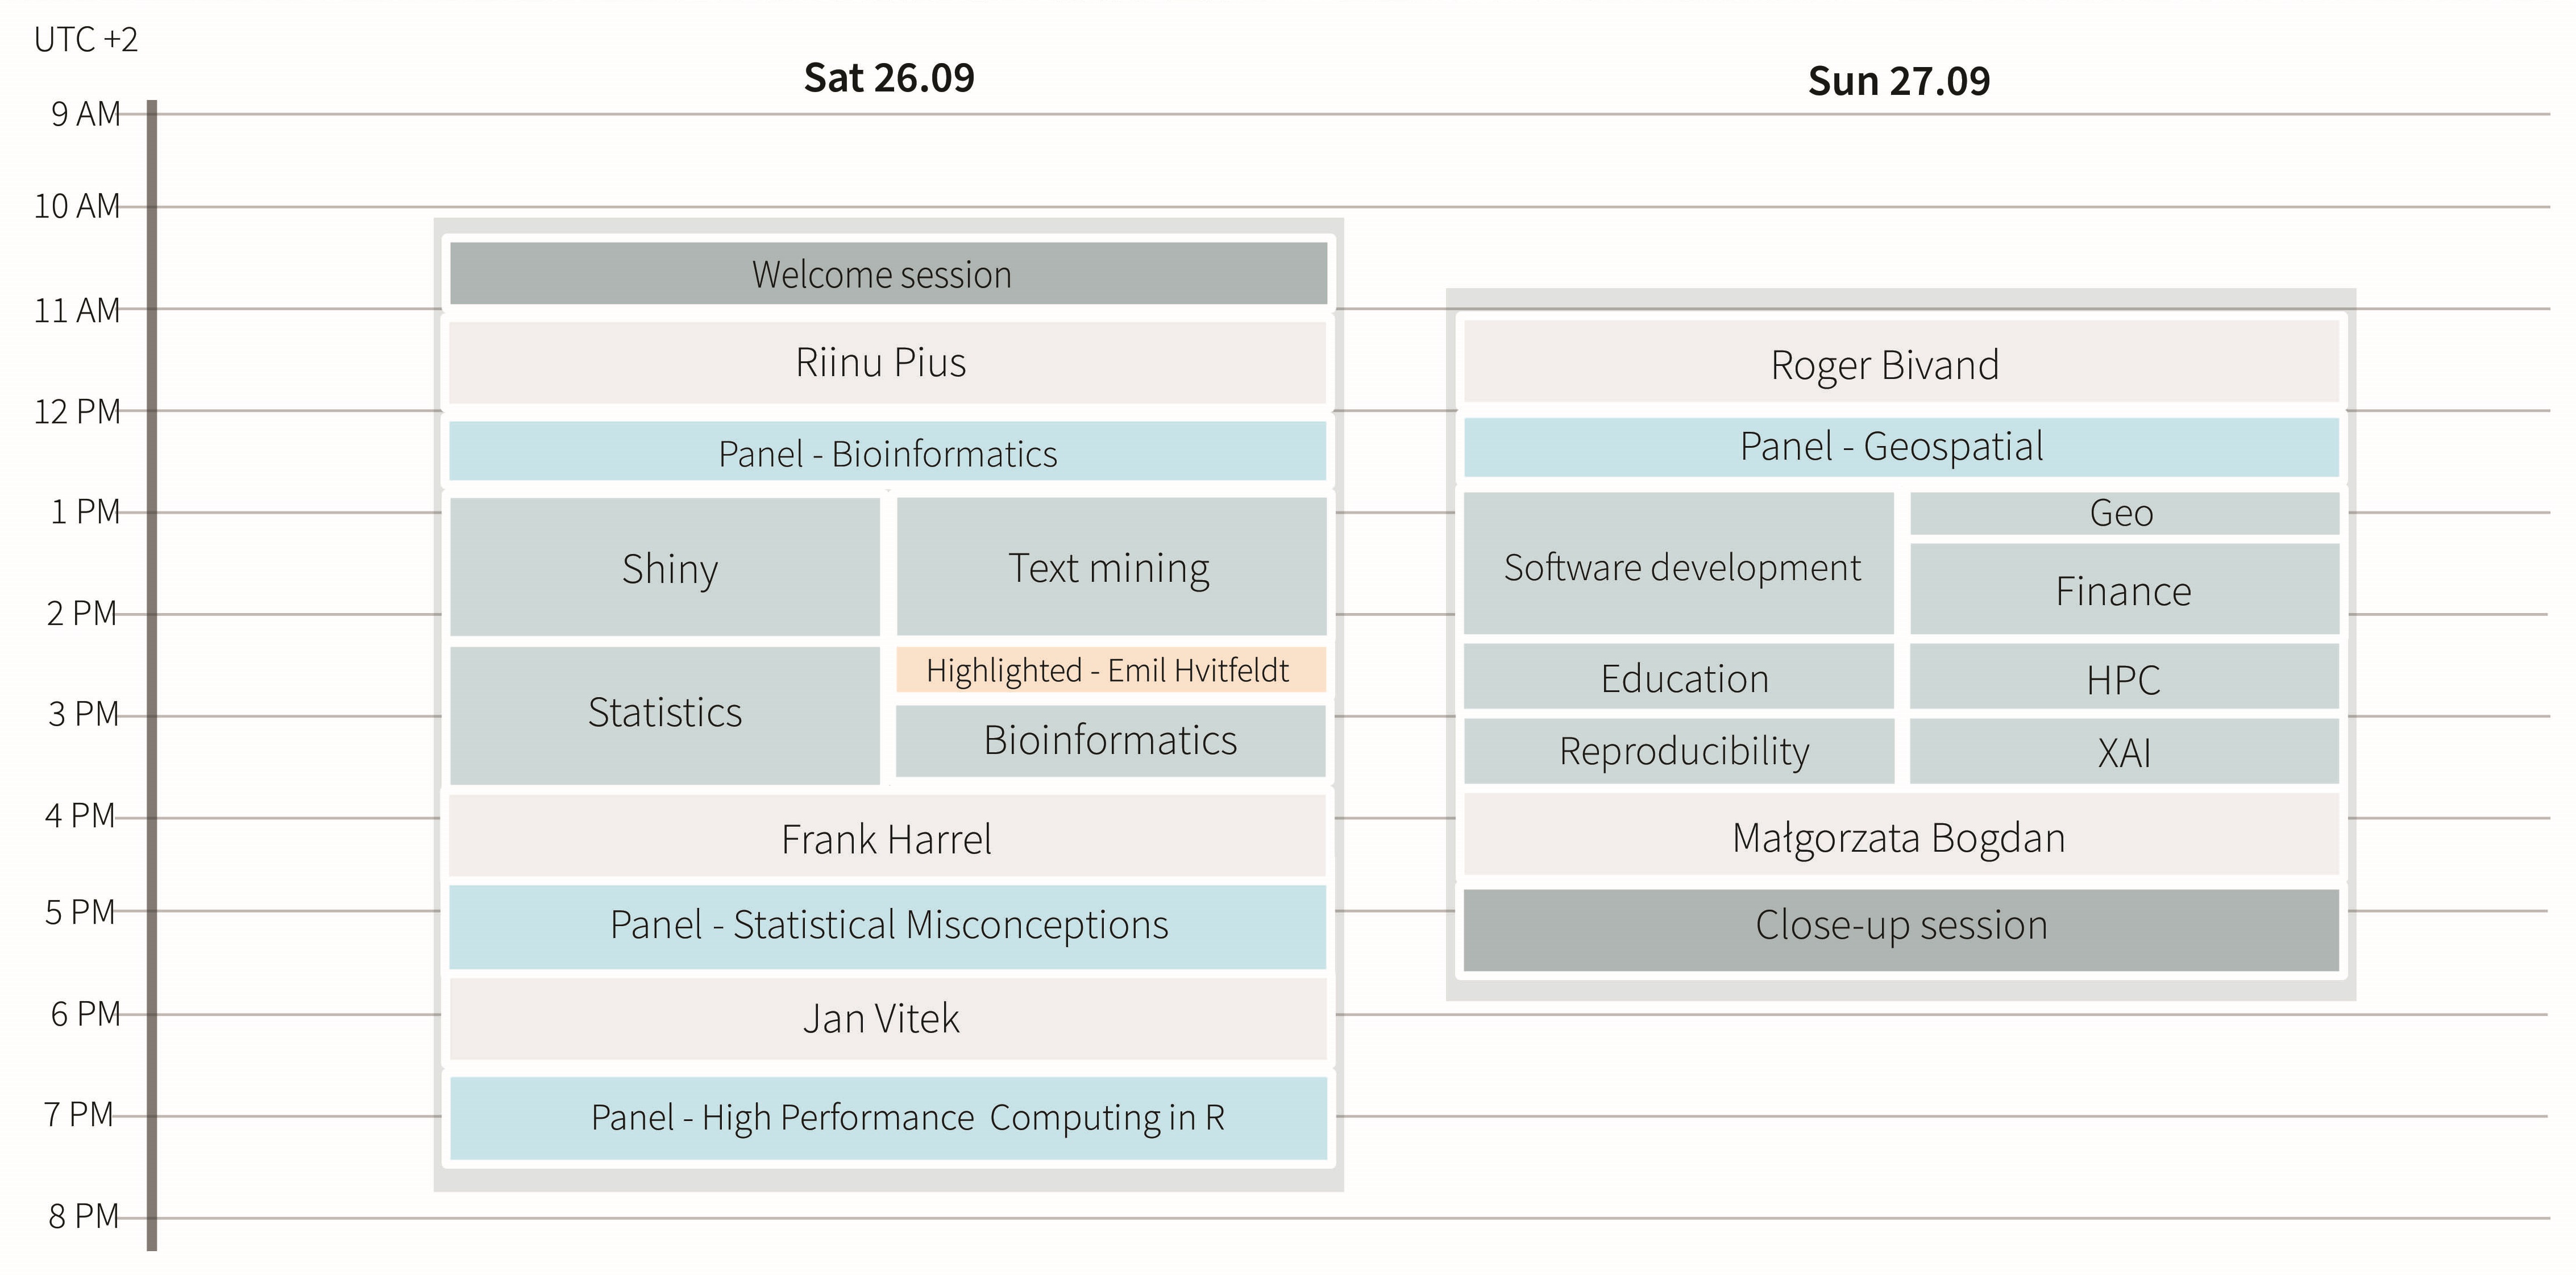 UTC +2
Sat 26.09
Sun 27.09
9 AM
10 AM
11 AM
12 PM
1 PM
2 PM
3 PM
4 PM
5 PM
6 PM
7 PM
8 PM
Welcome session
Riinu Pius
Panel - Bioinformatics
Shiny
Text mining
Statistics
Highlighted - Emil Hvitfeldt
Bioinformatics
Frank Harrel
Panel - Statistical Misconceptions
Jan Vitek
Panel - High Performance  Computing in R
Roger Bivand
Panel - Geospatial
Software development
Geo
Finance
Education
HPC
Reproducibility
XAI
Małgorzata Bogdan
Close-up session